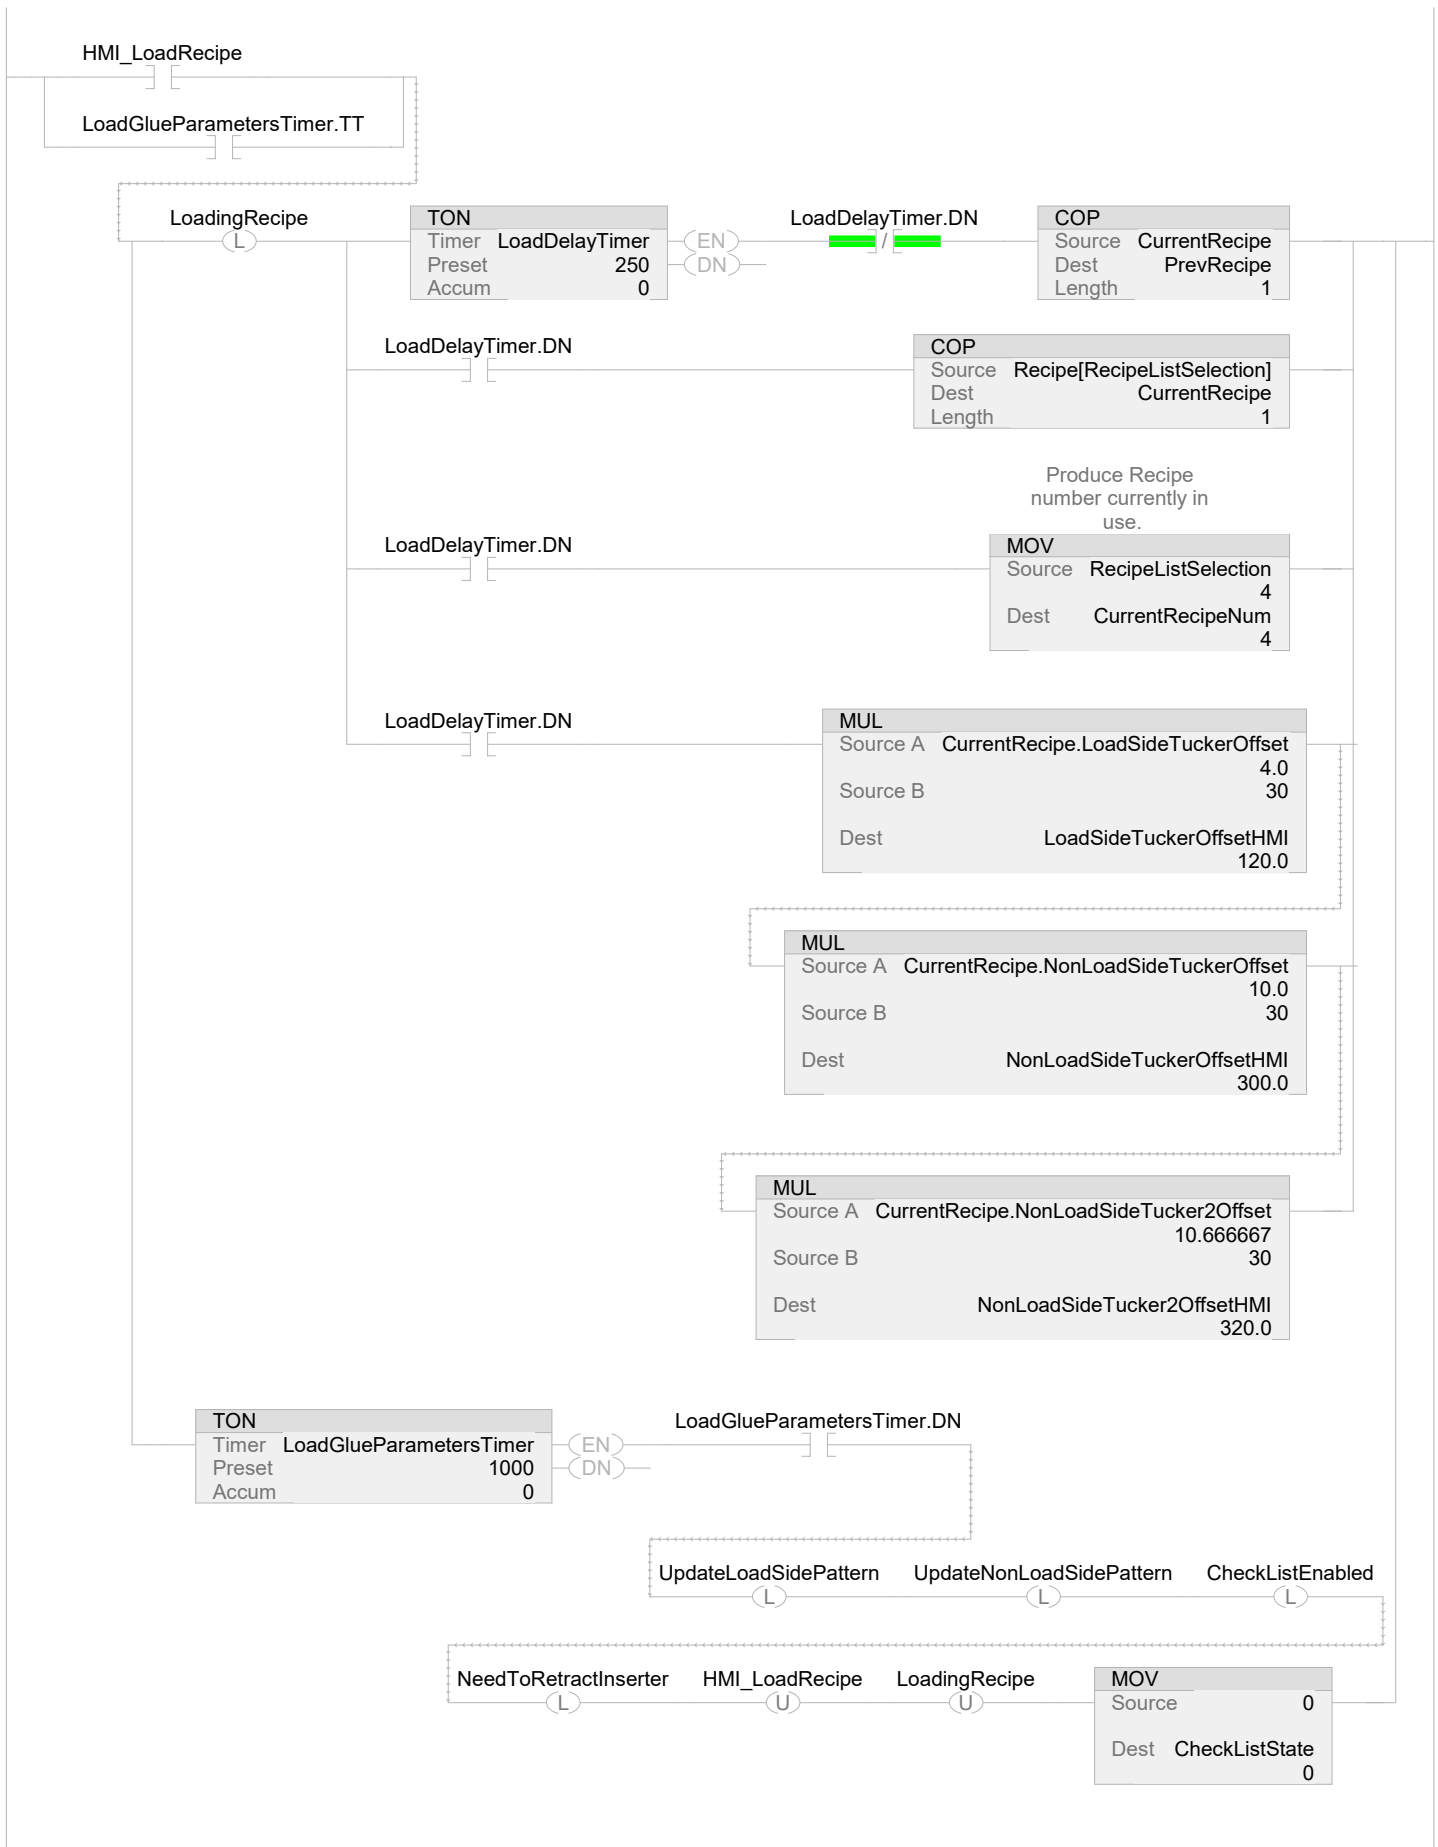 HMI_LoadRecipe
LoadGlueParametersTimer.TT
LoadingRecipe
L
TON
Timer LoadDelayTimer
Preset 250
Accum 0
EN
DN
LoadDelayTimer.DN
/
COP
Source CurrentRecipe
Dest PrevRecipe
Length 1
LoadDelayTimer.DN
COP
Source Recipe[RecipeListSelection]
Dest CurrentRecipe
Length 1
Produce Recipe
number currently in
use.
LoadDelayTimer.DN
MOV
Source RecipeListSelection
4
Dest CurrentRecipeNum
4
LoadDelayTimer.DN
MUL
Source A CurrentRecipe.LoadSideTuckerOffset
4.0
Source B 30
Dest LoadSideTuckerOffsetHMI
120.0
MUL
Source A CurrentRecipe.NonLoadSideTuckerOffset
10.0
Source B 30
Dest NonLoadSideTuckerOffsetHMI
300.0
MUL
Source A CurrentRecipe.NonLoadSideTucker2Offset
10.666667
Source B 30
Dest NonLoadSideTucker2OffsetHMI
320.0
TON
Timer LoadGlueParametersTimer
Preset 1000
Accum 0
EN
DN
LoadGlueParametersTimer.DN
UpdateLoadSidePattern UpdateNonLoadSidePattern CheckListEnabled
L L L
NeedToRetractInserter HMI_LoadRecipe LoadingRecipe
L U U
MOV
Source 0
Dest CheckListState
0